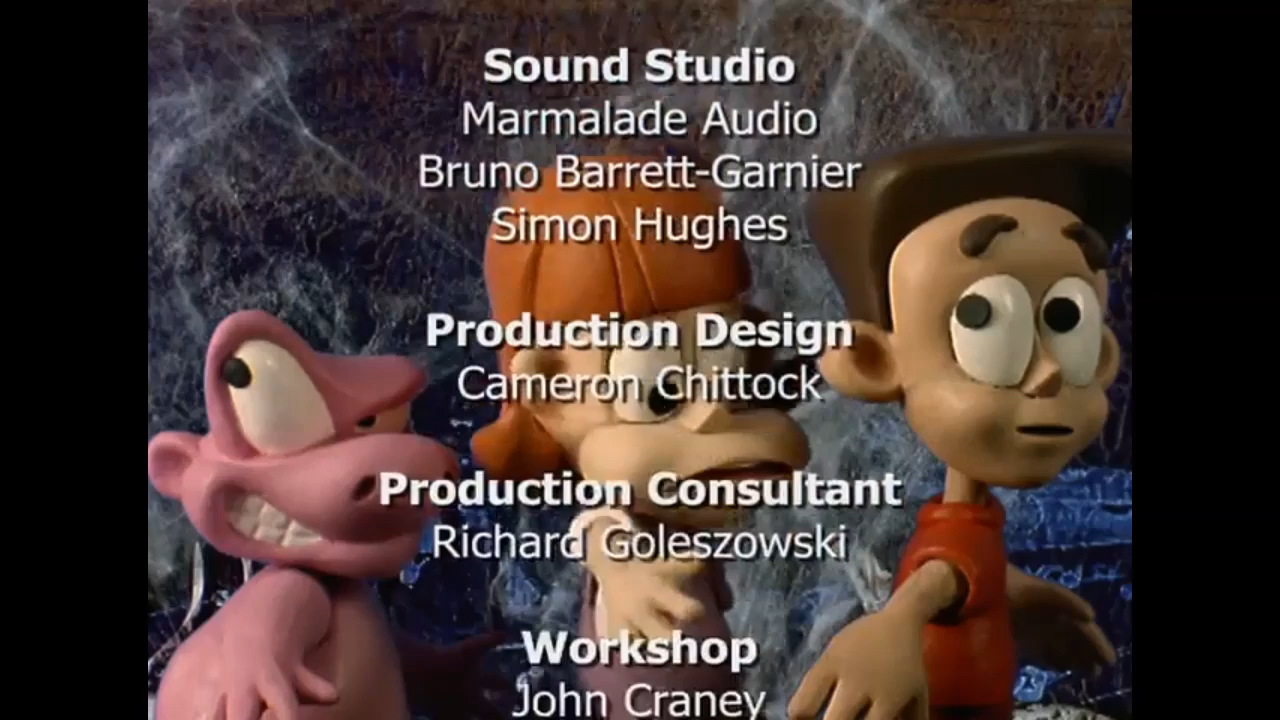 Sound Studio
Marmalade Audio
Bruno Barrett-Garnier
Simon Hughes
Production Design
Cameron Chittock
Production Consultant
Richard Goleszowski
Workshop
John Craney